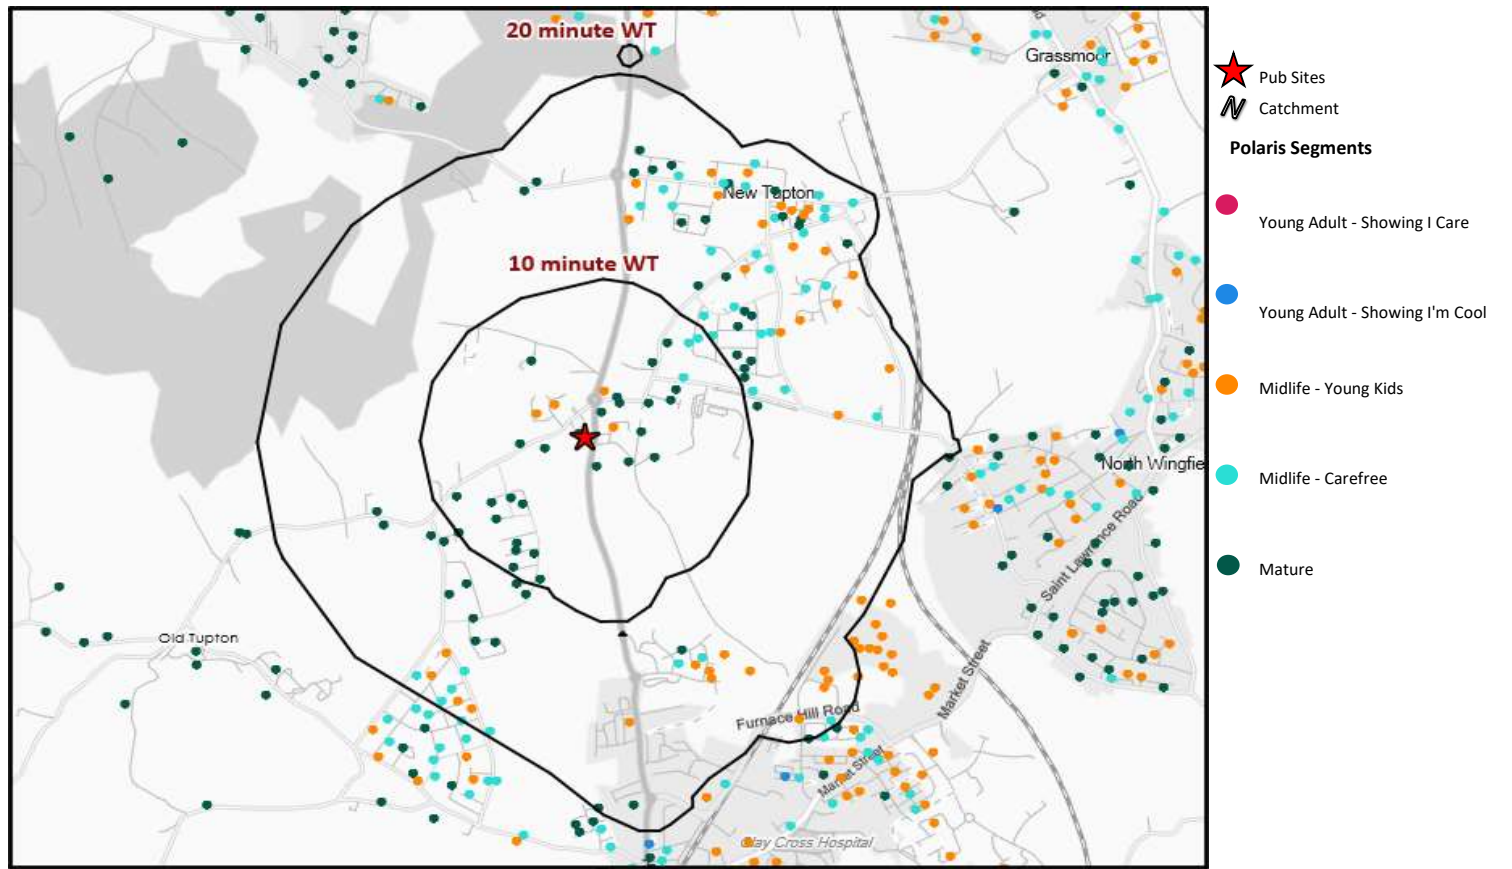 20 minute WT
Grassmoor
New Tupton
10 minute WT
North Wingfie
Saint Lawrence Road
Old Tupton
Market Street
Furnace Hill Road
Market Street
Clay Cross Hospital
Pub Sites
Catchment
Polaris Segments
Young Adult - Showing I Care
Young Adult - Showing I'm Cool
Midlife - Young Kids
Midlife - Carefree
Mature